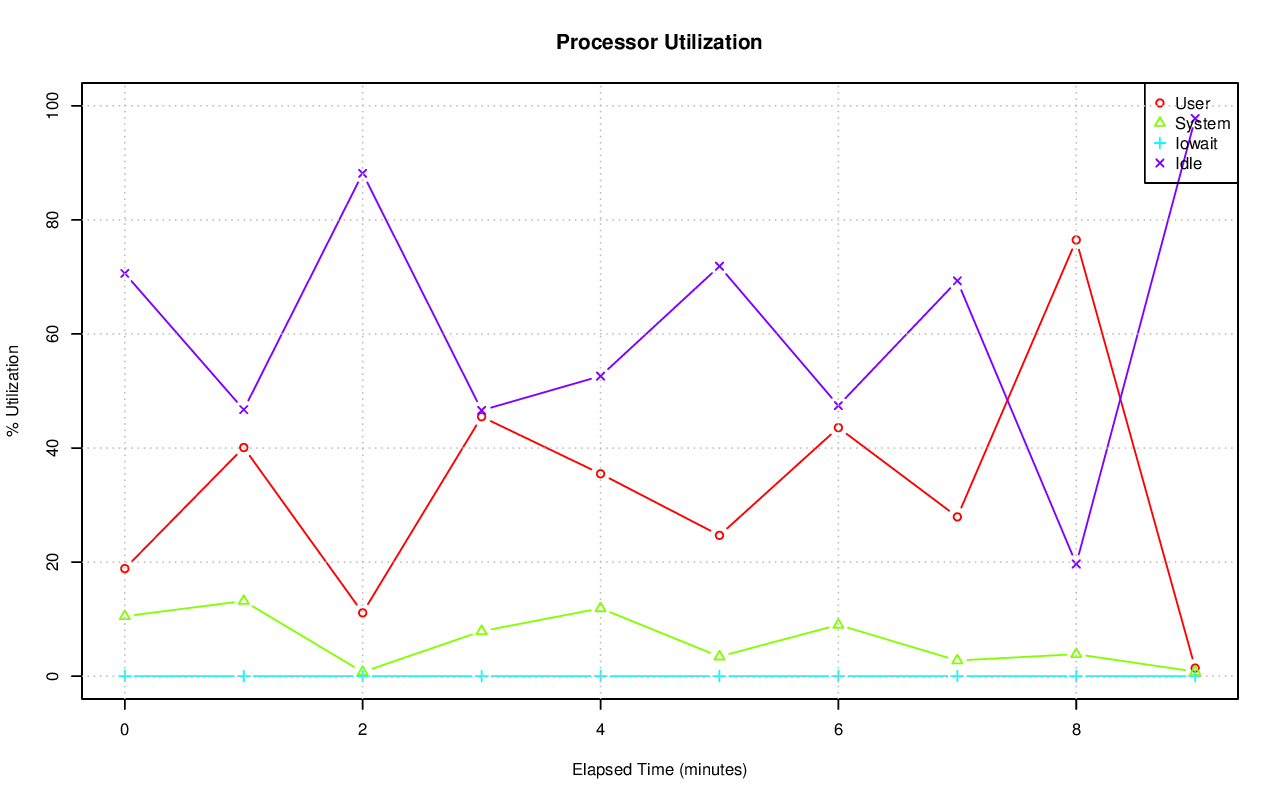 Processor Utilization
% Utilization
100
80
60
40
20
0
User
System
Iowait
Idle
0 2 4 6 8
Elapsed Time (minutes)